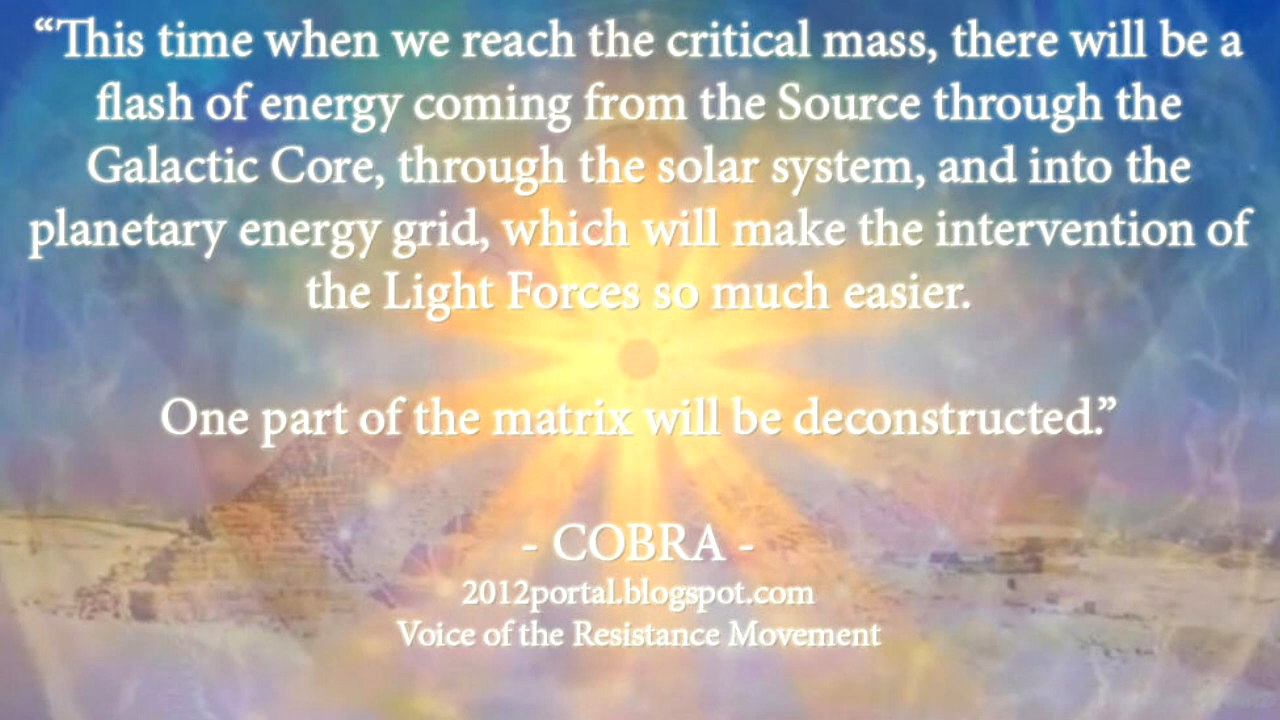 “This time when we reach the critical mass, there will be a
flash of energy coming from the Source through the
Galactic Core, through the solar system, and into the
planetary energy grid, which will make the intervention of
the Light Forces so much easier.
One part of the matrix will be deconstructed.”
- COBRA -
2012portal.blogspot.com
Voice of the Resistance Movement